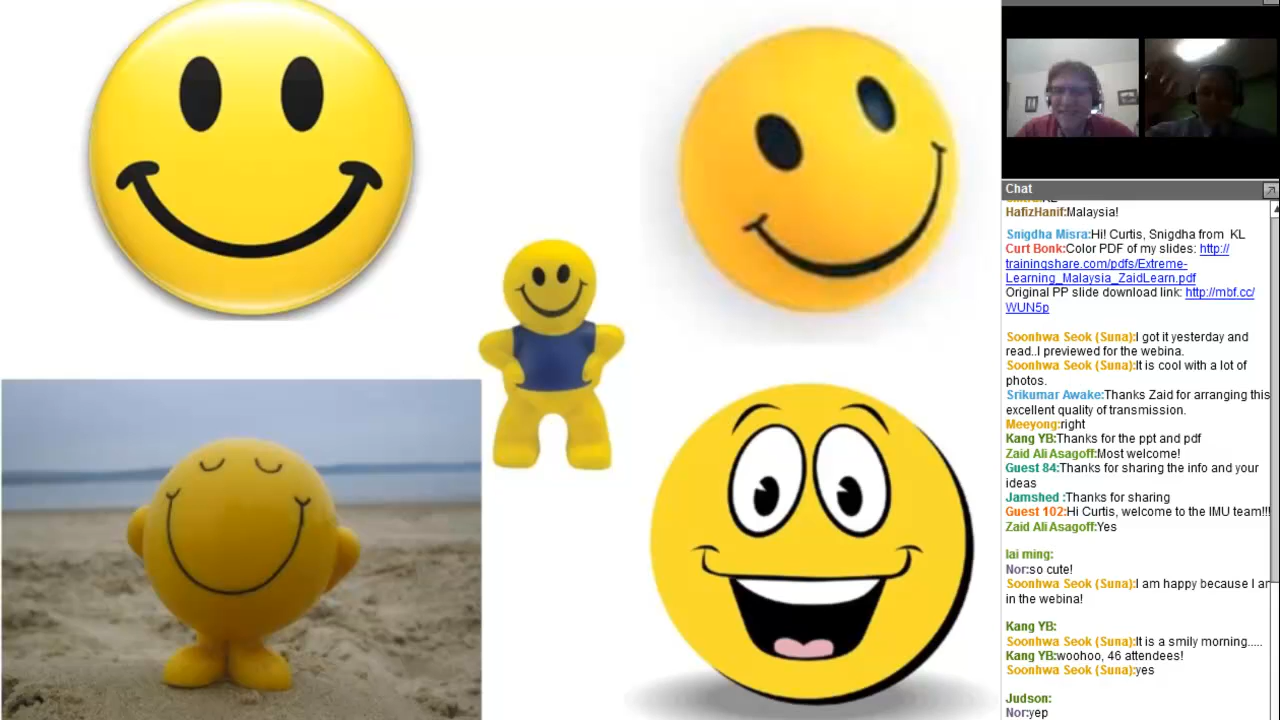 Chat
HafizHanif:Malaysia!
Snigdha Misra:Hi! Curtis, Snigdha from KL
Curt Bonk:Color PDF of my slides: http://
trainingshare.com/pdfs/Extreme-
Learning_Malaysia_ZaidLearn.pdf
Original PP slide download link: http://mbf.cc/
WUN5p
Soonhwa Seok (Suna):I got it yesterday and
read..I previewed for the webina.
Soonhwa Seok (Suna):It is cool with a lot of
photos.
Srikumar Awake:Thanks Zaid for arranging this
excellent quality of transmission.
Meeyong:right
Kang YB:Thanks for the ppt and pdf
Zaid Ali Asagoff:Most welcome!
Guest 84:Thanks for sharing the info and your
ideas
Jamshed :Thanks for sharing
Guest 102:Hi Curtis, welcome to the IMU team!!!
Zaid Ali Asagoff:Yes
lai ming:
Nor:so cute!
Soonhwa Seok (Suna):I am happy because I
in the webina!
Kang YB:
Soonhwa Seok (Suna):It is a smily morning.....
Kang YB:woohoo, 46 attendees!
Soonhwa Seok (Suna):yes
Judson:
Nor:yep